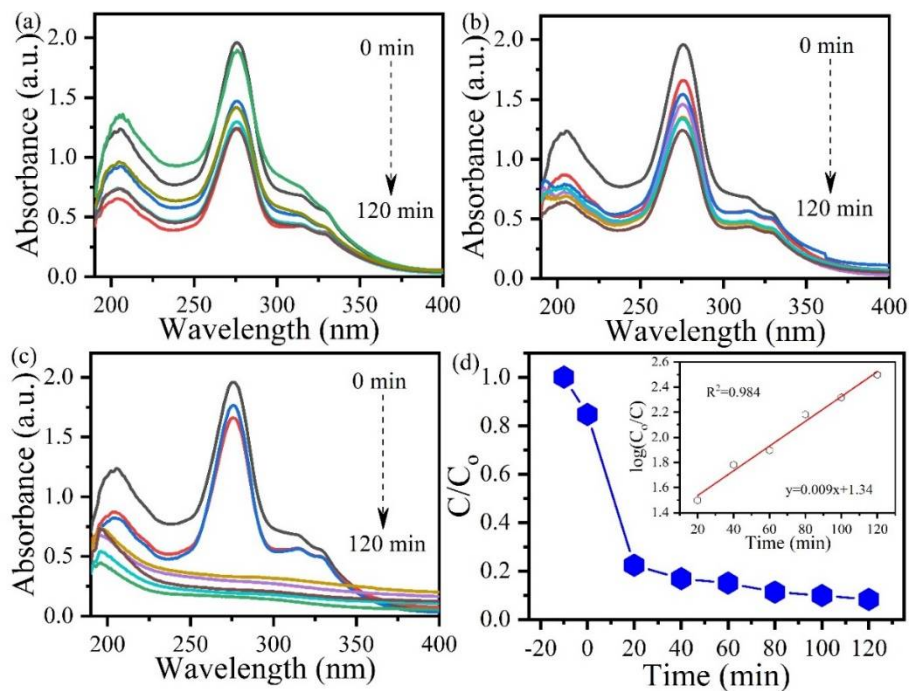 (a)
2.0
1.5
1.0
0.5
0.0
Absorbance (a.u.)
0 min
120 min
200 250 300 350 400
Wavelength (nm)
(b)
2.0
1.5
1.0
0.5
0.0
Absorbance (a.u.)
0 min
120 min
200 250 300 350 400
Wavelength (nm)
(c)
2.0
1.5
1.0
0.5
0.0
Absorbance (a.u.)
0 min
120 min
200 250 300 350 400
Wavelength (nm)
(d)
1.0
0.8
0.6
0.4
0.2
0.0
C/Co
-20 0 20 40 60 80 100 120
Time (min)
2.6
2.4
2.2
2.0
1.8
1.6
1.4
log(Co/C)
R²=0.984
y=0.009x+1.34
20 40 60 80 100 120
Time (min)